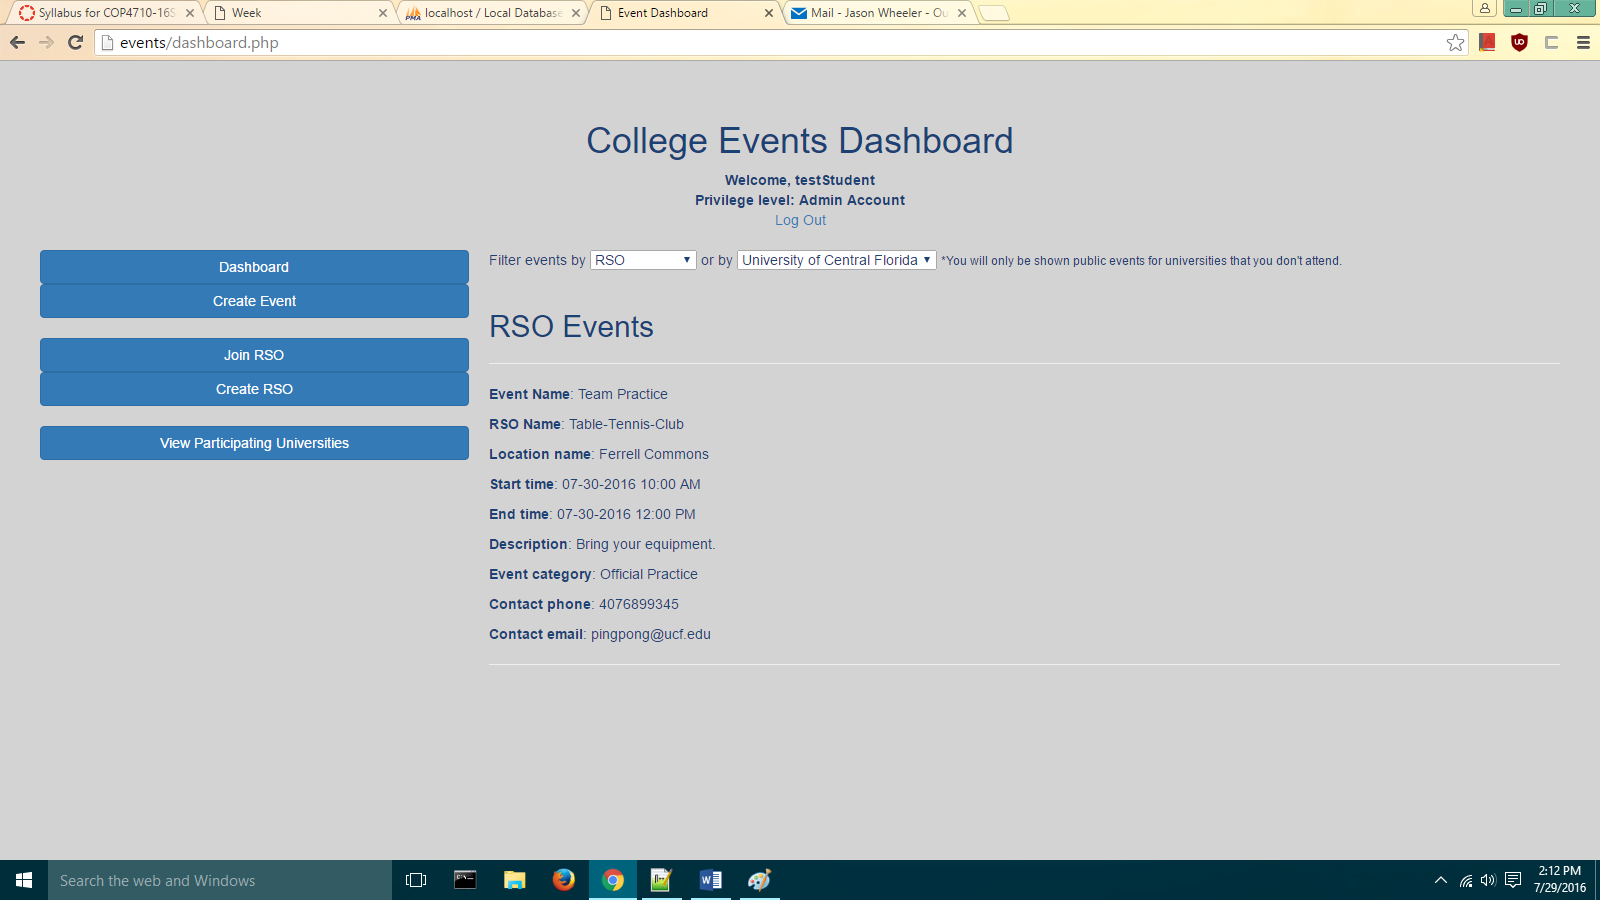 Syllabus for COP4710-16S
Week
localhost / Local Database
Event Dashboard
Mail - Jason Wheeler - Ou
events/dashboard.php
College Events Dashboard
Welcome, testStudent
Privilege level: Admin Account
Log Out
Dashboard
Create Event
Join RSO
Create RSO
View Participating Universities
Filter events by RSO or by University of Central Florida *You will only be shown public events for universities that you don't attend.
RSO Events
Event Name: Team Practice
RSO Name: Table-Tennis-Club
Location name: Ferrell Commons
Start time: 07-30-2016 10:00 AM
End time: 07-30-2016 12:00 PM
Description: Bring your equipment.
Event category: Official Practice
Contact phone: 4076899345
Contact email: pingpong@ucf.edu
Search the web and Windows
2:12 PM
7/29/2016